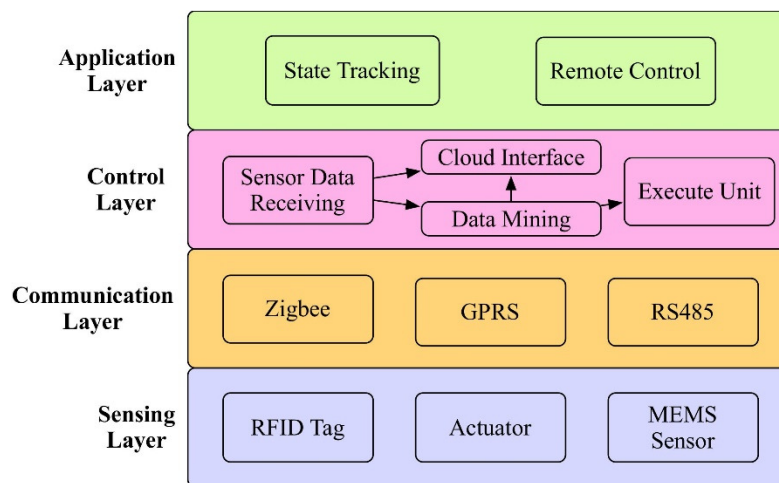 Application
Layer
State Tracking
Remote Control
Control
Layer
Sensor Data
Receiving
Cloud Interface
Data Mining
Execute Unit
Communication
Layer
Zigbee
GPRS
RS485
Sensing
Layer
RFID Tag
Actuator
MEMS
Sensor